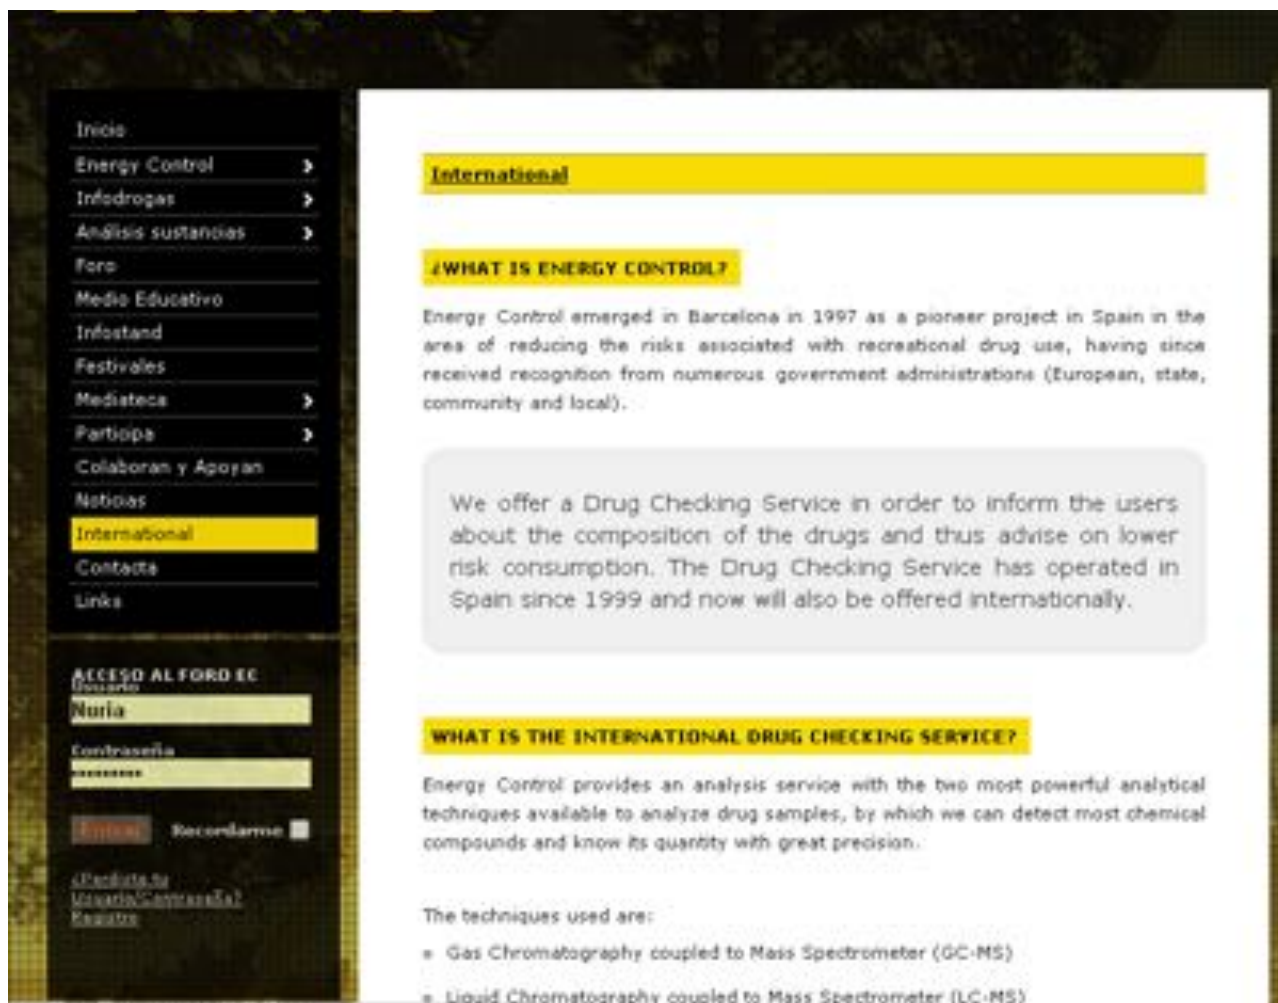 Inicio
Energy Control
Infodrogas
Análisis sustancias
Foro
Medio Educativo
Infostand
Festivales
Mediateca
Participa
Colaboran y Apoyan
Noticias
International
Contacta
Links
ACCESO AL FORO EC
Usuario
Nuria
Contraseña
Entrar Recordarme
¿Perdiste tu
Usuario/Contraseña?
Registro
International
¿WHAT IS ENERGY CONTROL?
Energy Control emerged in Barcelona in 1997 as a pioneer project in Spain in the
area of reducing the risks associated with recreational drug use, having since
received recognition from numerous government administrations (European, state,
community and local).
We offer a Drug Checking Service in order to inform the users
about the composition of the drugs and thus advise on lower
risk consumption. The Drug Checking Service has operated in
Spain since 1999 and now will also be offered internationally.
WHAT IS THE INTERNATIONAL DRUG CHECKING SERVICE?
Energy Control provides an analysis service with the two most powerful analytical
techniques available to analyze drug samples, by which we can detect most chemical
compounds and know its quantity with great precision.
The techniques used are:
Gas Chromatography coupled to Mass Spectrometer (GC-MS)
Liquid Chromatography coupled to Mass Spectrometer (LC-MS)